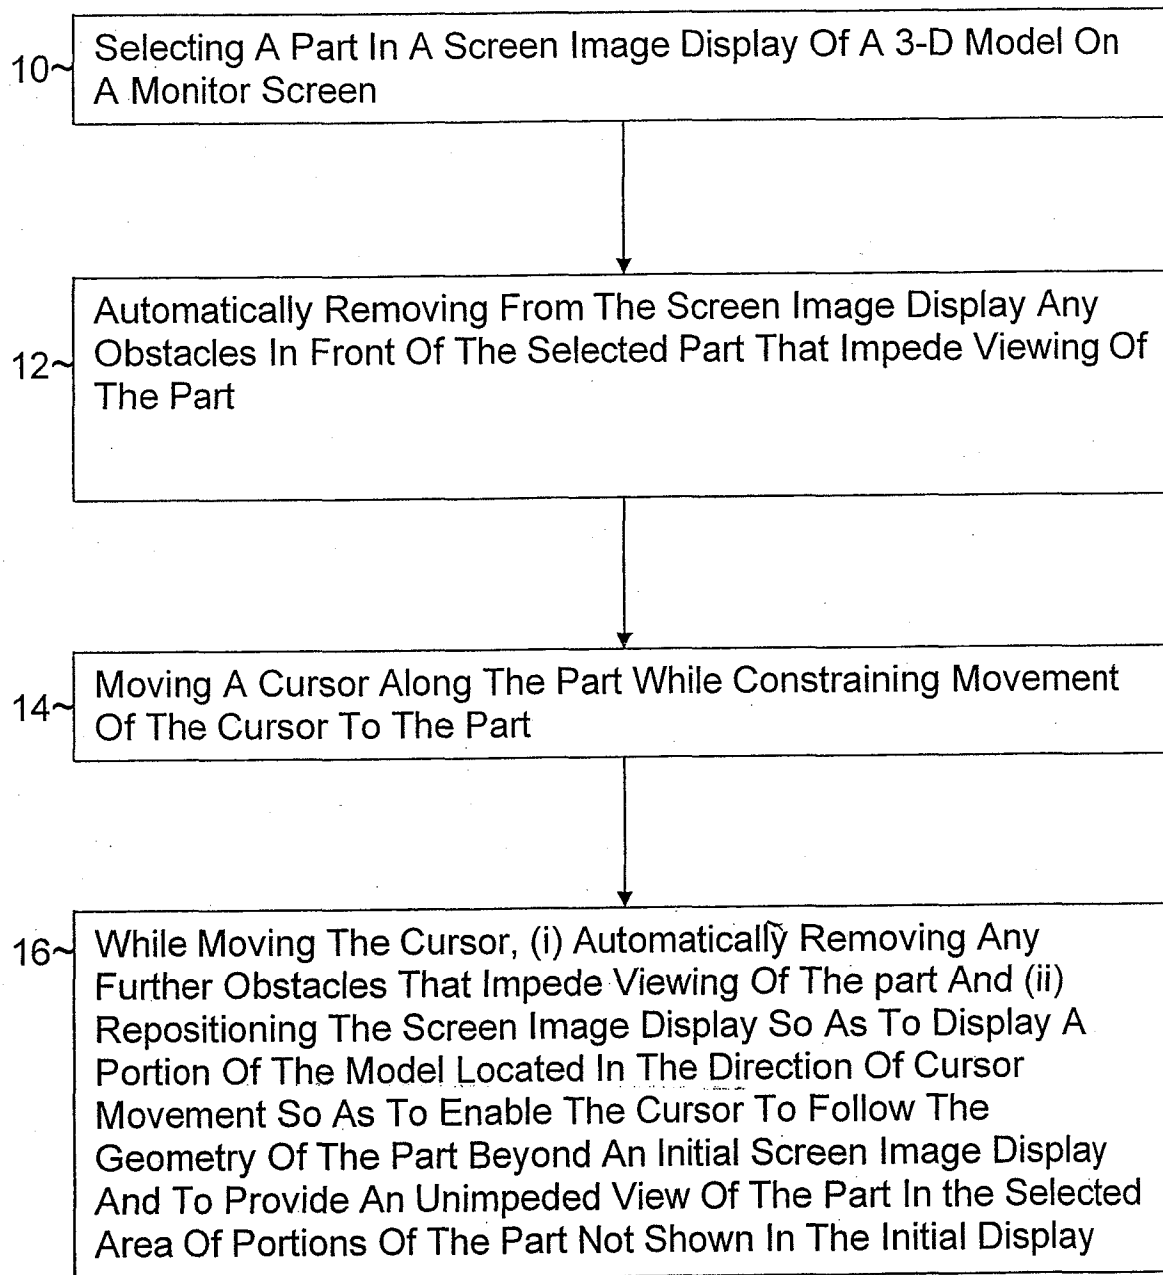 10~
Selecting A Part In A Screen Image Display Of A 3-D Model On
A Monitor Screen
12~
Automatically Removing From The Screen Image Display Any
Obstacles In Front Of The Selected Part That Impede Viewing Of
The Part
14~
Moving A Cursor Along The Part While Constraining Movement
Of The Cursor To The Part
16~
While Moving The Cursor, (i) Automatically Removing Any
Further Obstacles That Impede Viewing Of The part And (ii)
Repositioning The Screen Image Display So As To Display A
Portion Of The Model Located In The Direction Of Cursor
Movement So As To Enable The Cursor To Follow The
Geometry Of The Part Beyond An Initial Screen Image Display
And To Provide An Unimpeded View Of The Part In the Selected
Area Of Portions Of The Part Not Shown In The Initial Display